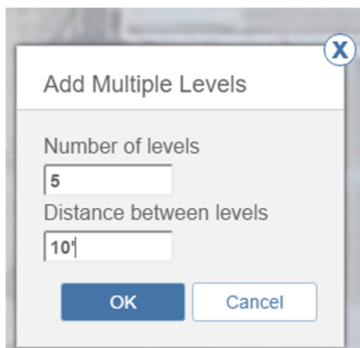 X
Add Multiple Levels
Number of levels
5
Distance between levels
10'
OK Cancel